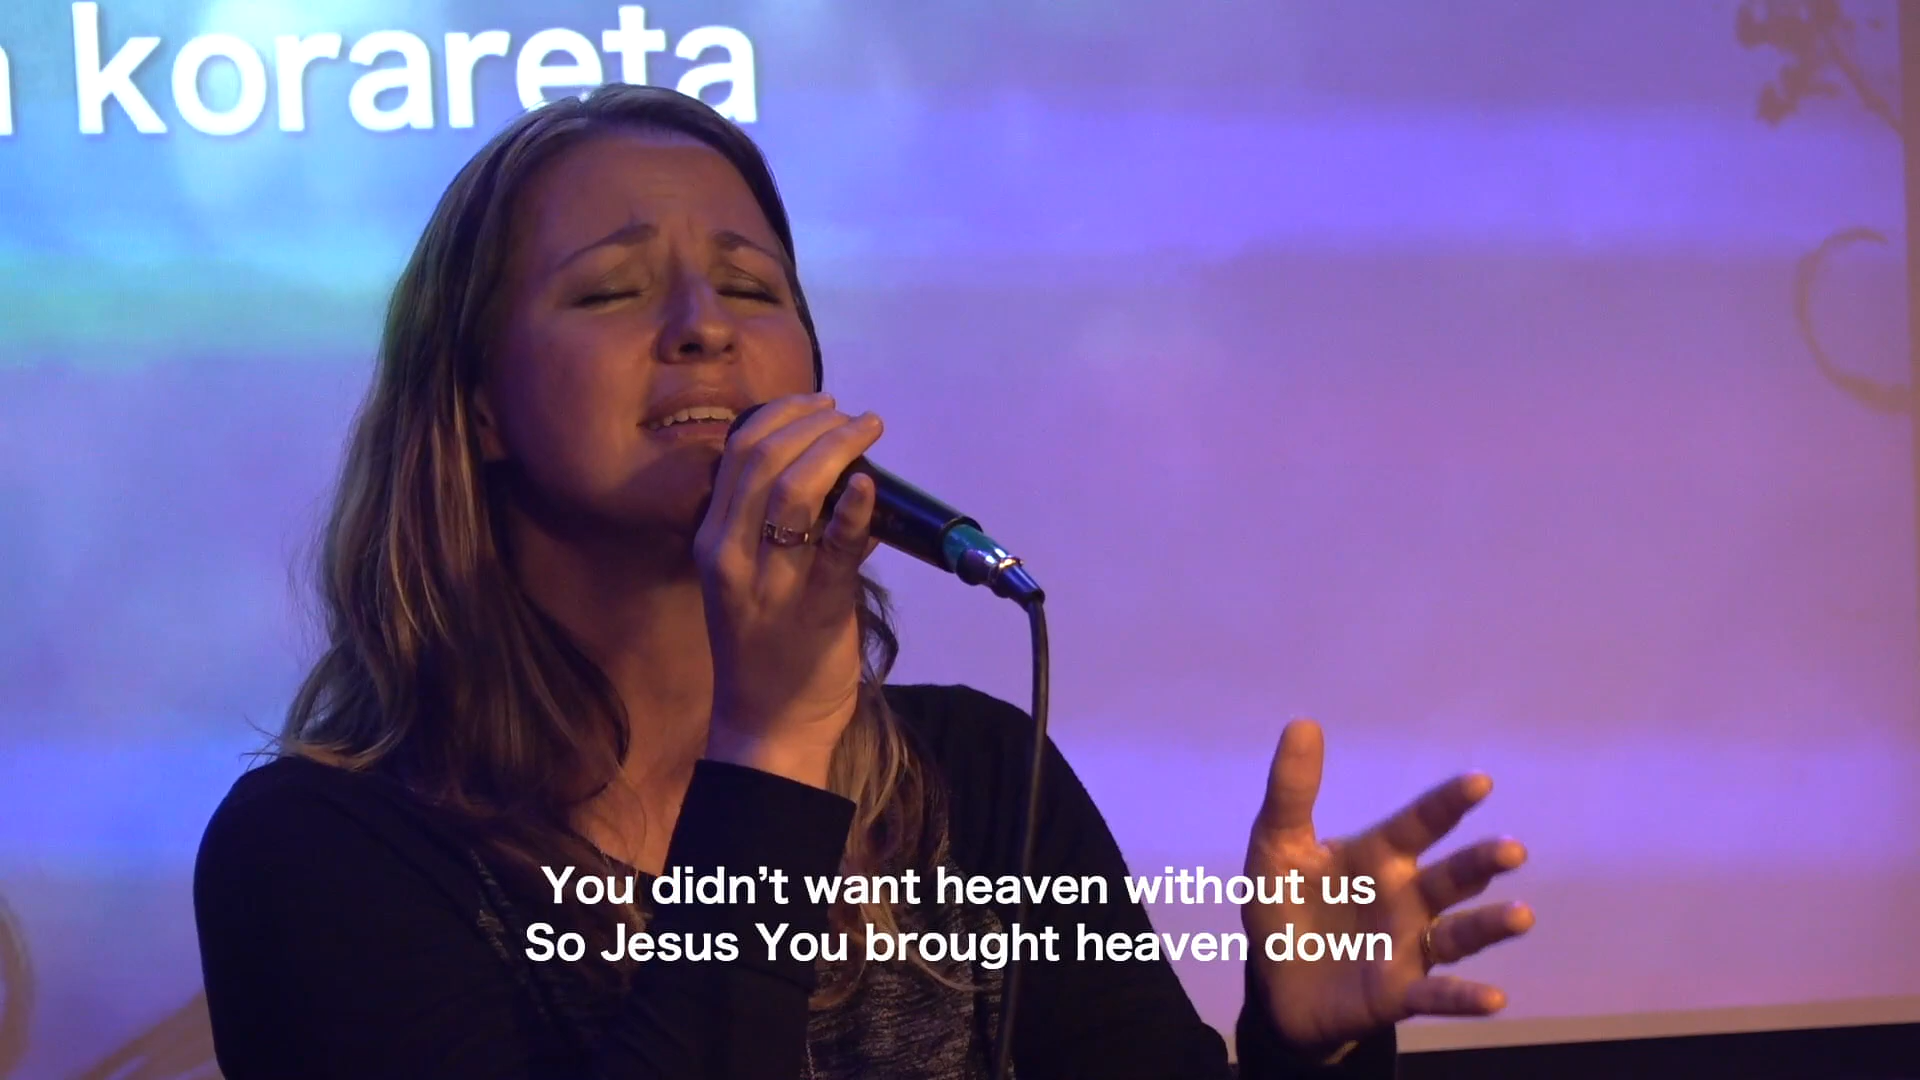 korareta
You didn’t want heaven without us
So Jesus You brought heaven down